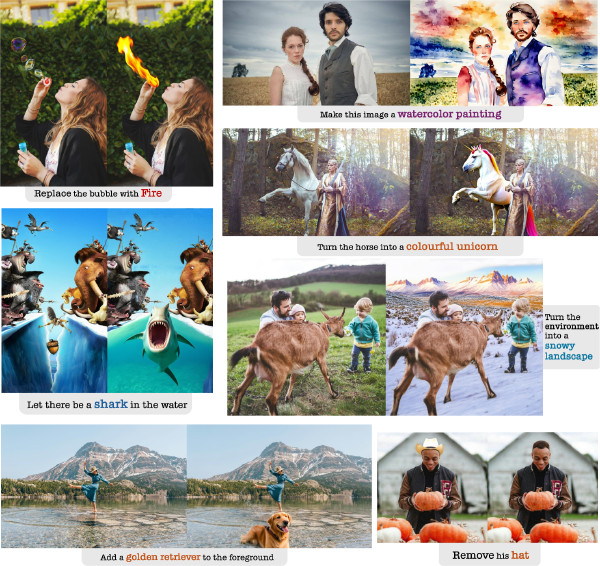 Replace the bubble with Fire
Make this image a watercolor painting
Turn the horse into a colourful unicorn
Let there be a shark in the water
Turn the
environment
into a
snowy
landscape
Add a golden retriever to the foreground
Remove his hat